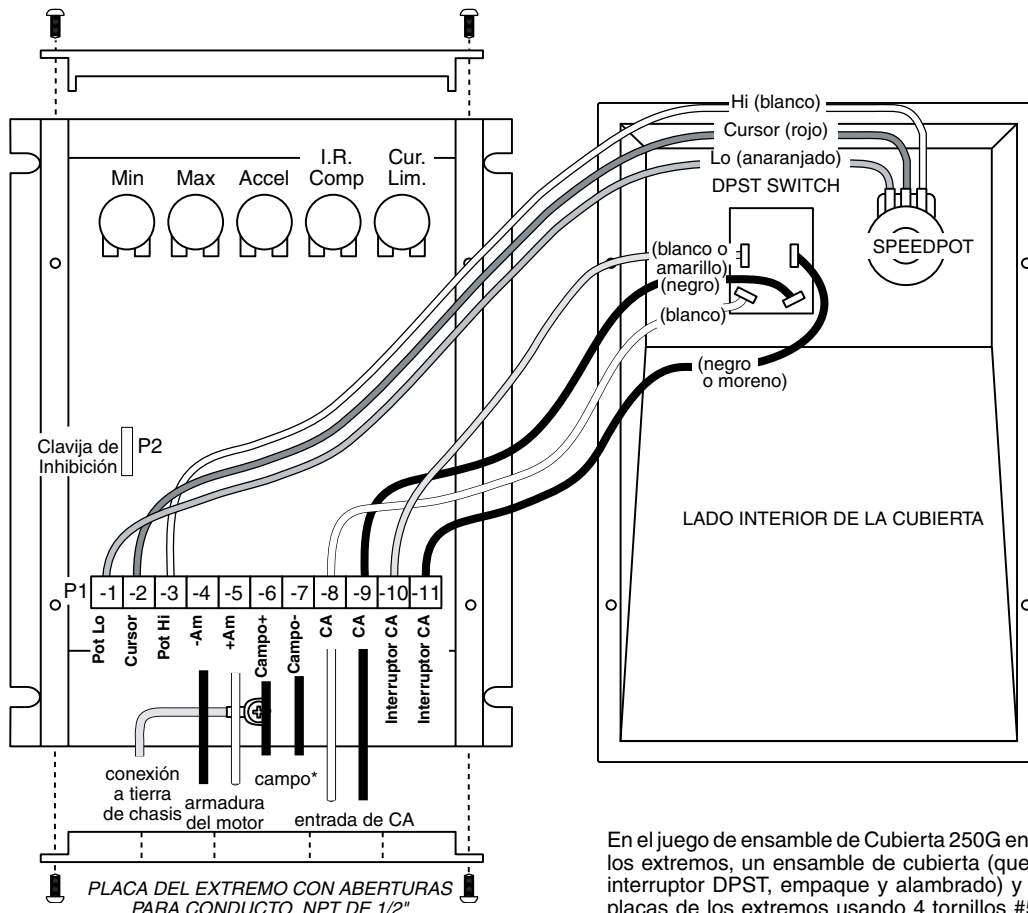 Hi (blanco)
Cursor (rojo)
Lo (anaranjado)
DPST SWITCH
Min
Max
Accel
I.R.
Comp
Cur.
Lim.
SPEEDPOT
(blanco o
amarillo)
(negro)
(blanco)
(negro
o moreno)
Clavija de
Inhibición
P2
LADO INTERIOR DE LA CUBIERTA
P1 -1 -2 -3 -4 -5 -6 -7 -8 -9 -10 -11
Pot Lo
Cursor
Pot Hi
-Am
+Am
Campo+
Campo-
CA
CA
Interruptor CA
Interruptor CA
conexión
a tierra
de chasis
armadura
del motor
campo*
entrada de CA
PLACA DEL EXTREMO CON ABERTURAS
PARA CONDUCTO, NPT DE 1/2"
En el juego de ensamble de Cubierta 250G en
los extremos, un ensamble de cubierta (que
interruptor DPST, empaque y alambrado) y
placas de los extremos usando 4 tornillos